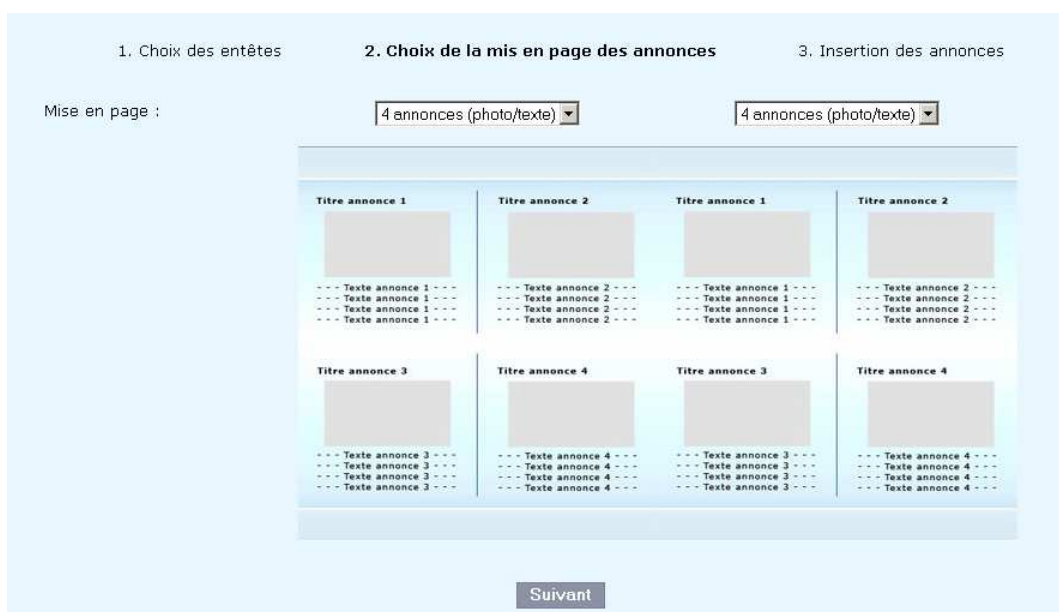 1. Choix des entêtes 2. Choix de la mis en page des annonces 3. Insertion des annonces
Mise en page : 4 annonces (photo/texte) 4 annonces (photo/texte)
Titre annonce 1 Titre annonce 2 Titre annonce 1 Titre annonce 2
- - - Texte annonce 1 - - - - - - Texte annonce 2 - - - - - - Texte annonce 1 - - - - - - Texte annonce 2 - - -
- - - Texte annonce 1 - - - - - - Texte annonce 2 - - - - - - Texte annonce 1 - - - - - - Texte annonce 2 - - -
- - - Texte annonce 1 - - - - - - Texte annonce 2 - - - - - - Texte annonce 1 - - - - - - Texte annonce 2 - - -
- - - Texte annonce 1 - - - - - - Texte annonce 2 - - - - - - Texte annonce 1 - - - - - - Texte annonce 2 - - -
Titre annonce 3 Titre annonce 4 Titre annonce 3 Titre annonce 4
- - - Texte annonce 3 - - - - - - Texte annonce 4 - - - - - - Texte annonce 3 - - - - - - Texte annonce 4 - - -
- - - Texte annonce 3 - - - - - - Texte annonce 4 - - - - - - Texte annonce 3 - - - - - - Texte annonce 4 - - -
- - - Texte annonce 3 - - - - - - Texte annonce 4 - - - - - - Texte annonce 3 - - - - - - Texte annonce 4 - - -
- - - Texte annonce 3 - - - - - - Texte annonce 4 - - - - - - Texte annonce 3 - - - - - - Texte annonce 4 - - -
Suivant